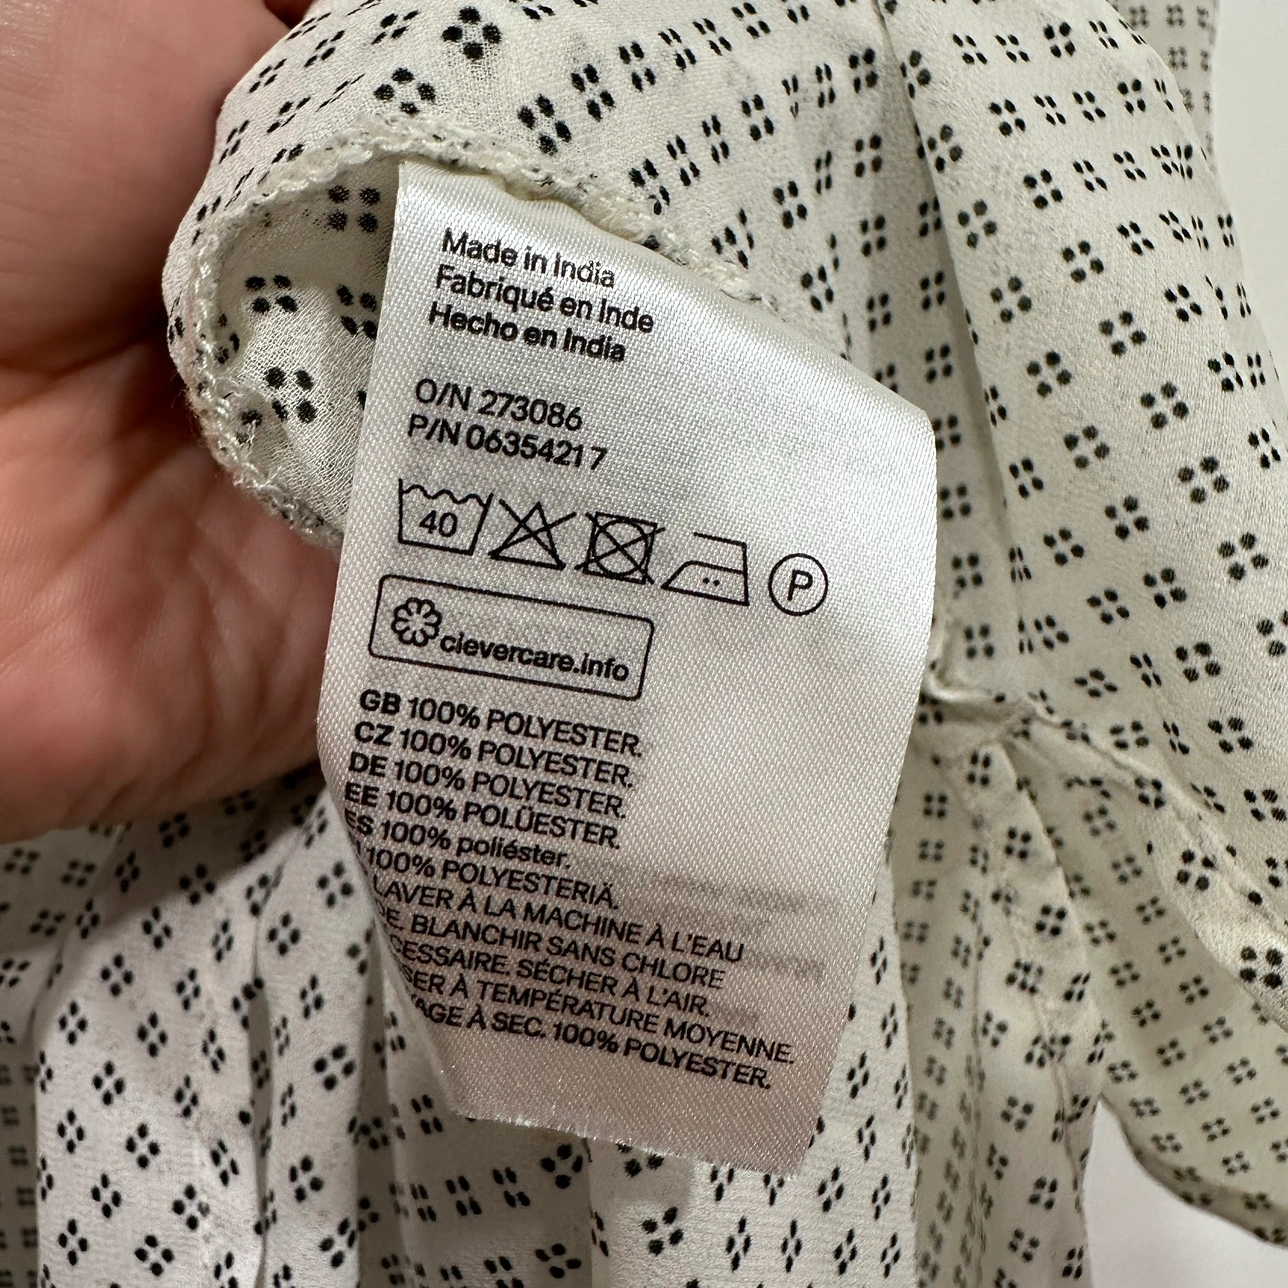 Made in India
Fabriqué en Inde
Hecho en India
O/N 273086
P/N 06354217
40
P
clevercare.info
GB 100% POLYESTER.
CZ 100% POLYESTER.
DE 100% POLYESTER.
EE 100% POLÜESTER.
ES 100% poliéster.
100% POLYESTERIÄ.
LAVER À LA MACHINE À L'EAU
BLANCHIR SANS CHLORE
SÉCHER À L'AIR.
À TEMPÉRATURE MOYENNE.
À SEC. 100% POLYESTER.